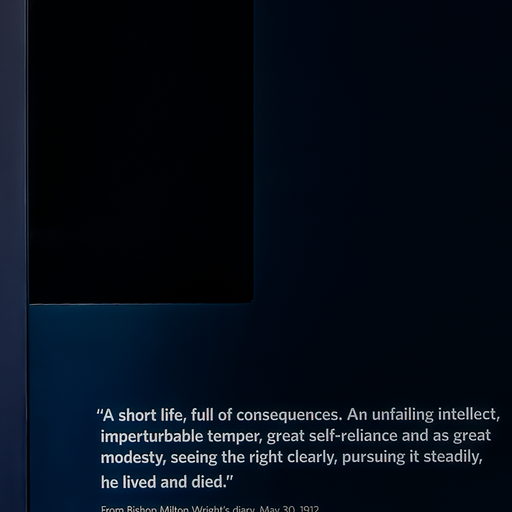 “A short life, full of consequences. An unfailing intellect,
imperturbable temper, great self-reliance and as great
modesty, seeing the right clearly, pursuing it steadily,
he lived and died.”
From Bishop Milton Wright's diary, May 30, 1912